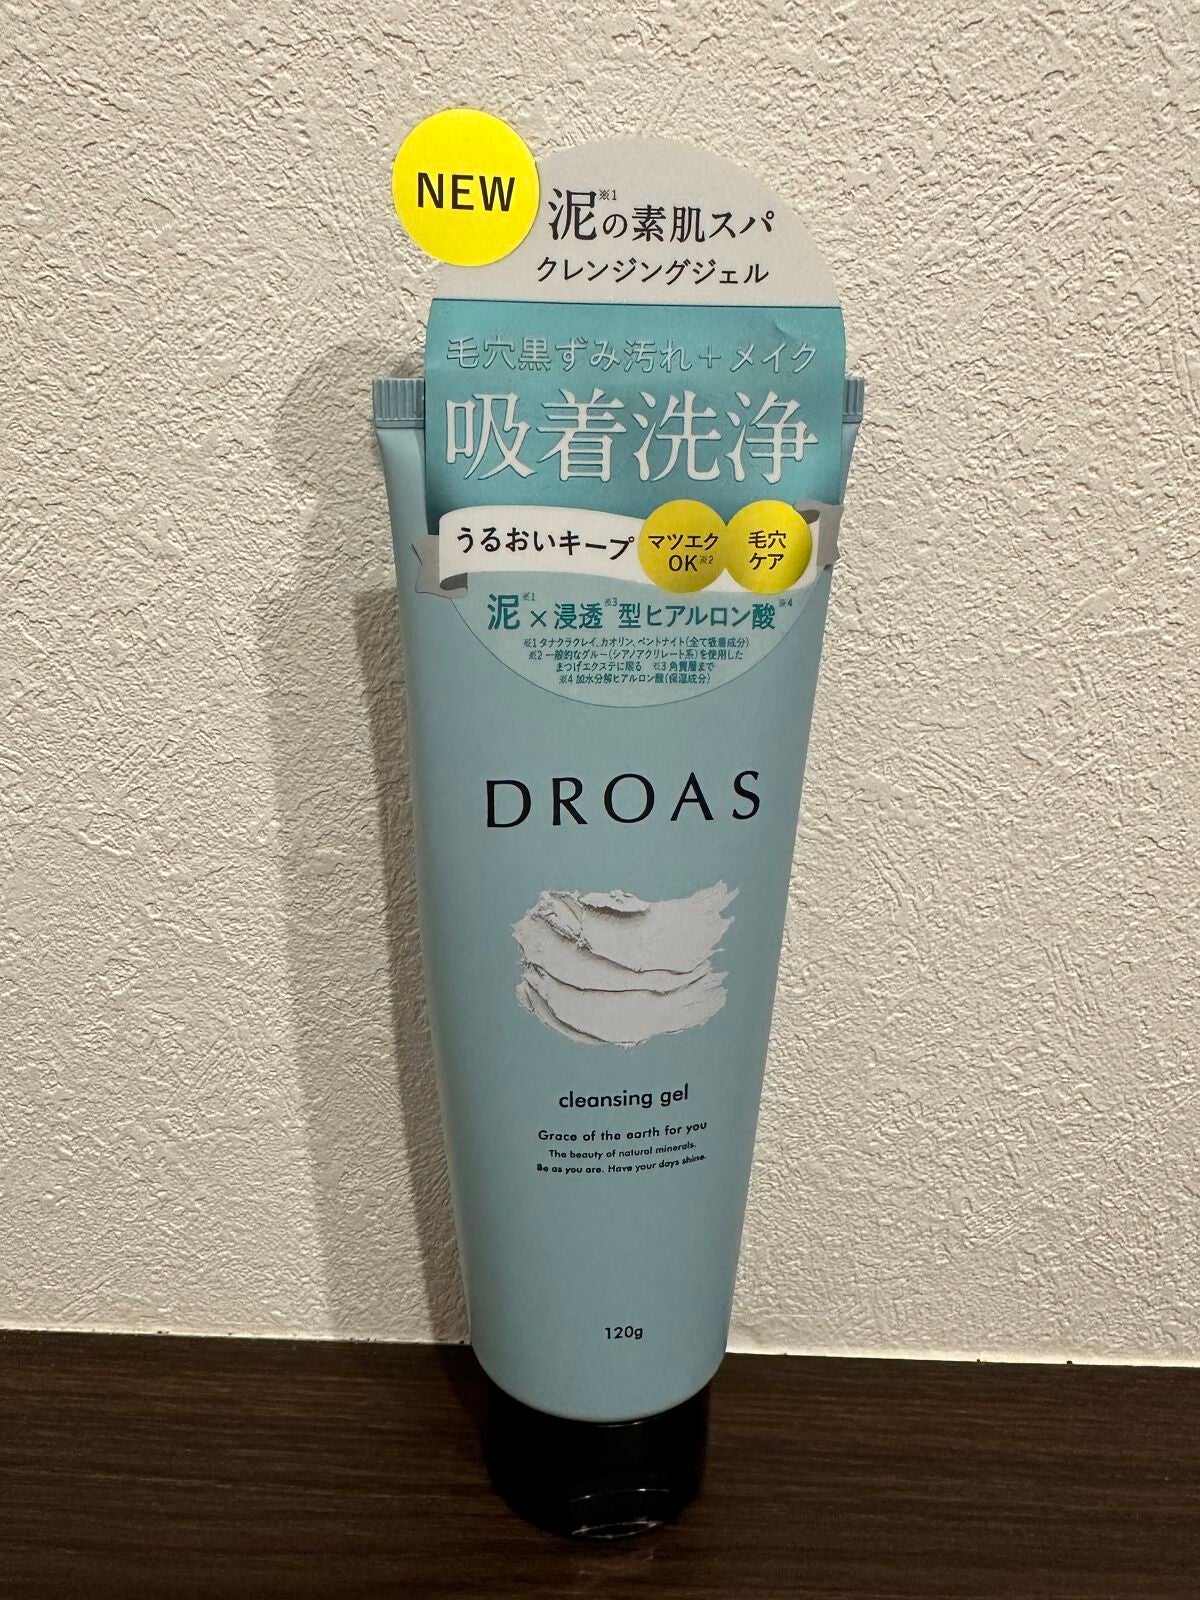 NEW
泥※1の素肌スパ
クレンジングジェル
毛穴黒ずみ汚れ+メイク
吸着洗浄
うるおいキープ
マツエク
OK※2
毛穴
ケア
泥※1×浸透※3型ヒアルロン酸※4
※1 タナクラクレイ、カオリン、ベントナイト(全て吸着成分)
※2 一般的なグルー(シアノアクリレート系)を使用した
まつげエクステに限る ※3 角質層まで
※4 加水分解ヒアルロン酸(保湿成分)
DROAS
cleansing gel
Grace of the earth for you
The beauty of natural minerals.
Be as you are. Have your days shine.
120g